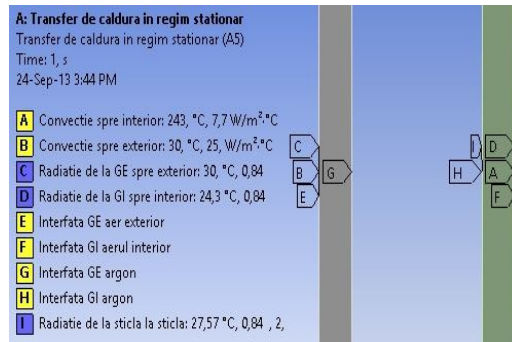 A: Transfer de caldura in regim stationar
Transfer de caldura in regim stationar (A5)
Time: 1, s
24-Sep-13 3:44 PM
A Convectie spre interior: 243, °C, 7,7 W/m²·°C
B Convectie spre exterior: 30, °C, 25, W/m²·°C
C Radiatie de la GE spre exterior: 30, °C, 0,84
D Radiatie de la GI spre interior: 24,3 °C, 0,84
E Interfata GE aer exterior
F Interfata GI aerul interior
G Interfata GE argon
H Interfata GI argon
I Radiatie de la sticla la sticla: 27,57 °C, 0,84 , 2,
C I D
B G H A
E F